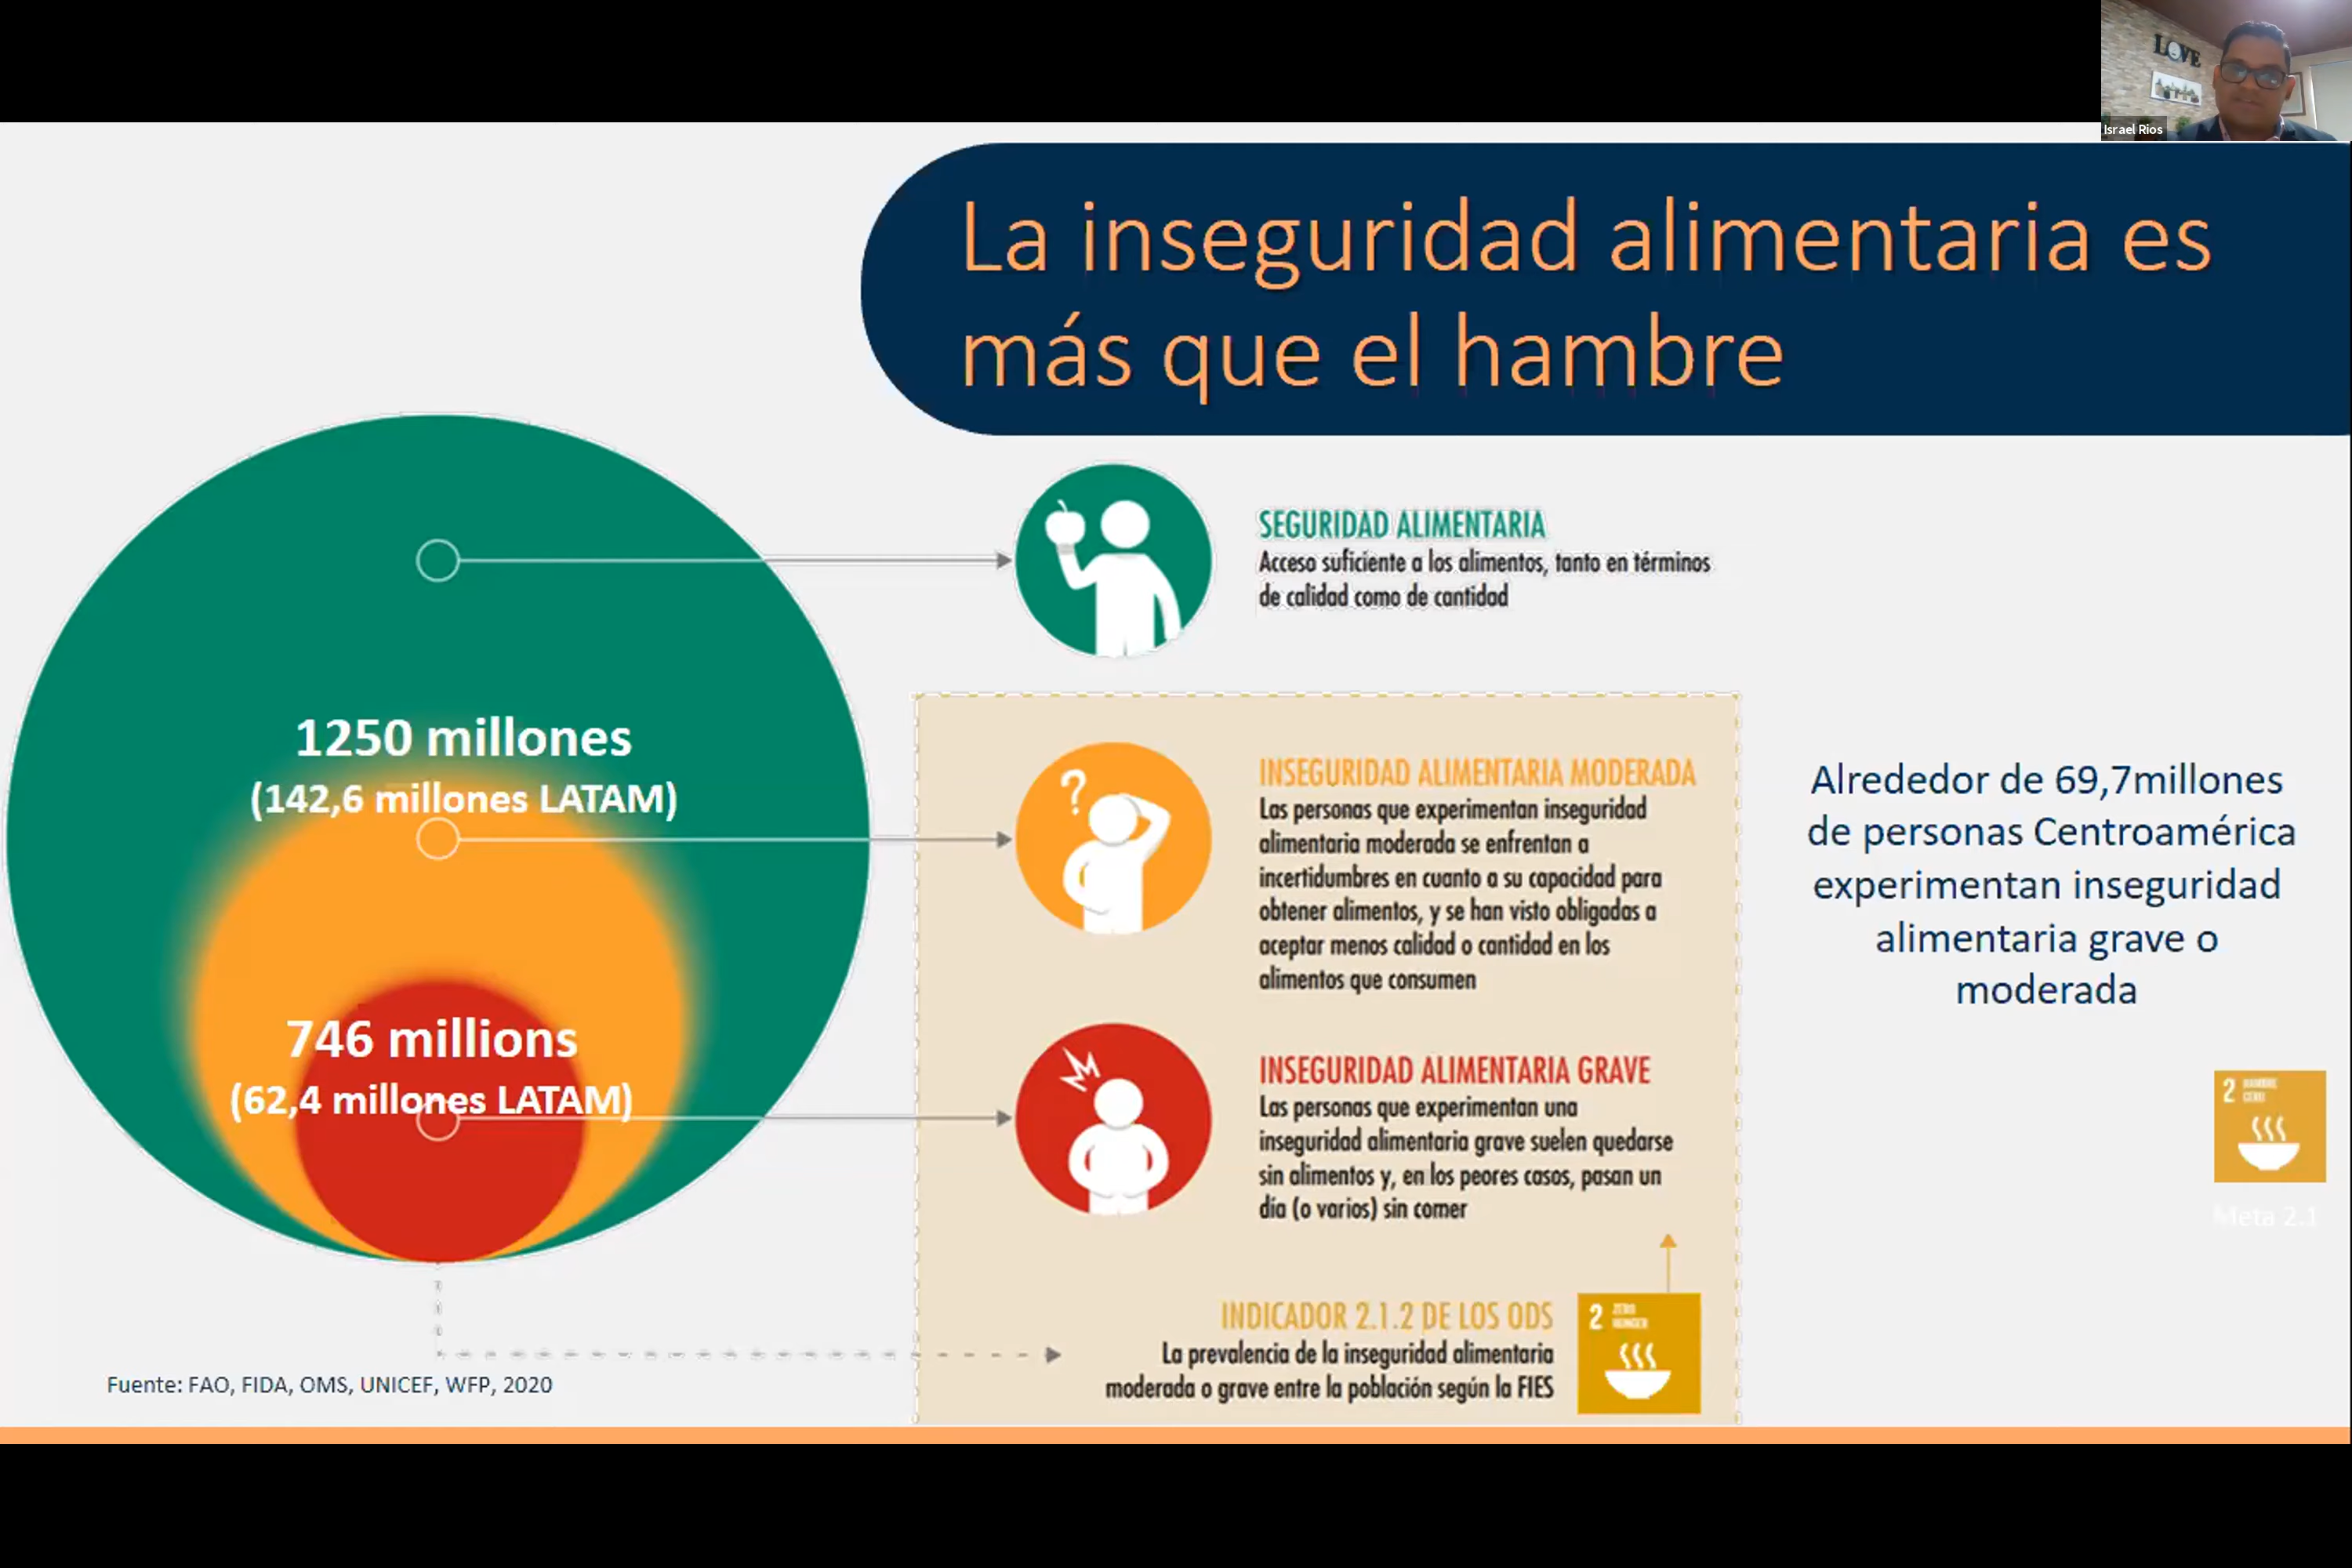 LOVE
Israel Rios
La inseguridad alimentaria es
más que el hambre
SEGURIDAD ALIMENTARIA
Acceso suficiente a los alimentos, tanto en términos
de calidad como de cantidad
1250 millones
(142,6 millones LATAM)
INSEGURIDAD ALIMENTARIA MODERADA
Las personas que experimentan inseguridad
alimentaria moderada se enfrentan a
incertidumbres en cuanto a su capacidad para
obtener alimentos, y se han visto obligadas a
aceptar menos calidad o cantidad en los
alimentos que consumen
Alrededor de 69,7millones
de personas Centroamérica
experimentan inseguridad
alimentaria grave o
moderada
746 millions
(62,4 millones LATAM)
INSEGURIDAD ALIMENTARIA GRAVE
Las personas que experimentan una
inseguridad alimentaria grave suelen quedarse
sin alimentos y, en los peores casos, pasan un
día (o varios) sin comer
2 HAMBRE
CERO
Meta 2.1
INDICADOR 2.1.2 DE LOS ODS
La prevalencia de la inseguridad alimentaria
moderada o grave entre la población según la FIES
2 ZERO
HUNGER
Fuente: FAO, FIDA, OMS, UNICEF, WFP, 2020